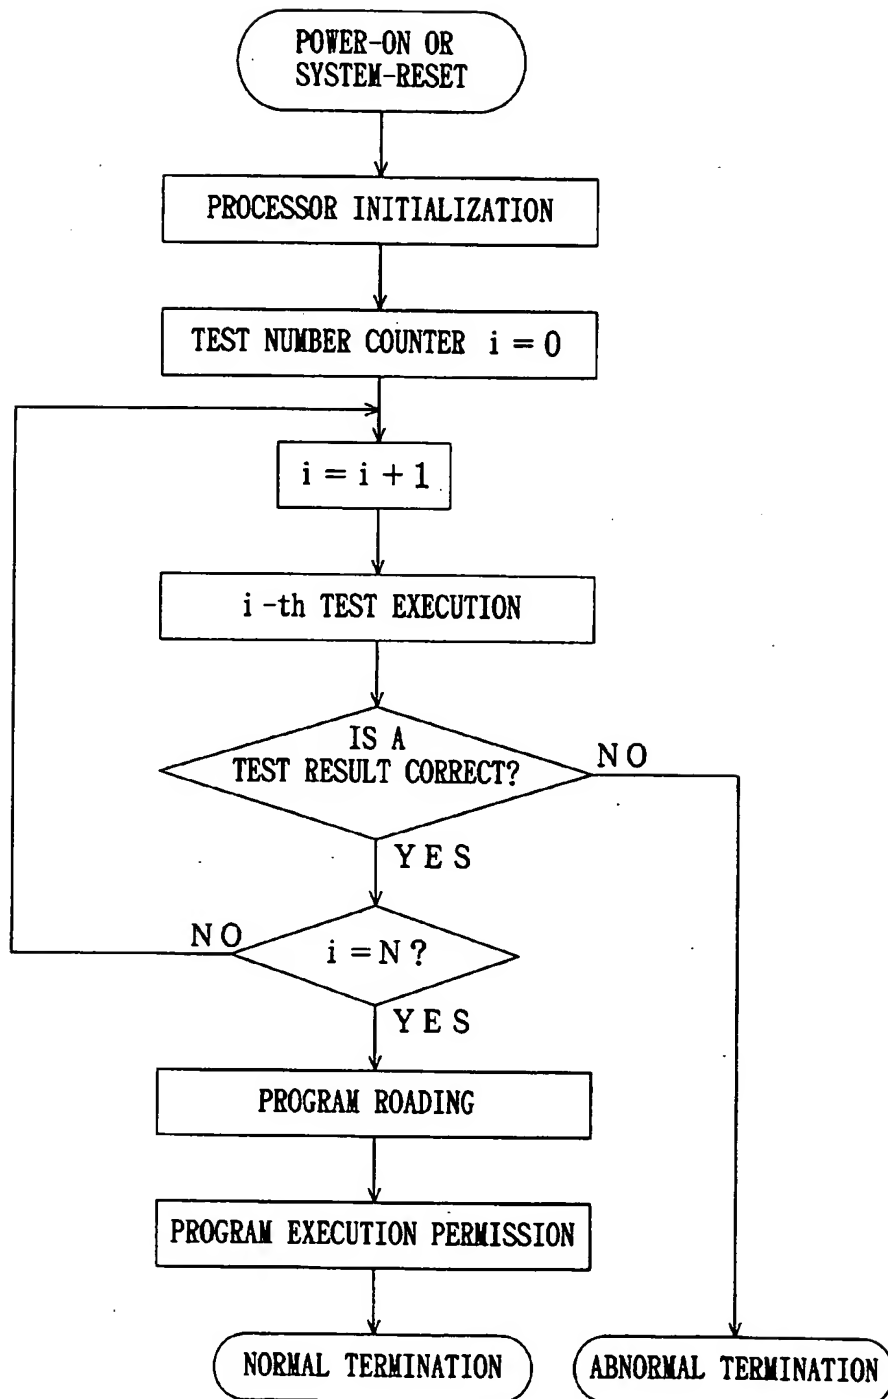 POWER-ON OR
SYSTEM-RESET
PROCESSOR INITIALIZATION
TEST NUMBER COUNTER i = 0
i = i + 1
i -th TEST EXECUTION
IS A
TEST RESULT CORRECT?
NO
YES
NO
i = N ?
YES
PROGRAM ROADING
PROGRAM EXECUTION PERMISSION
NORMAL TERMINATION
ABNORMAL TERMINATION